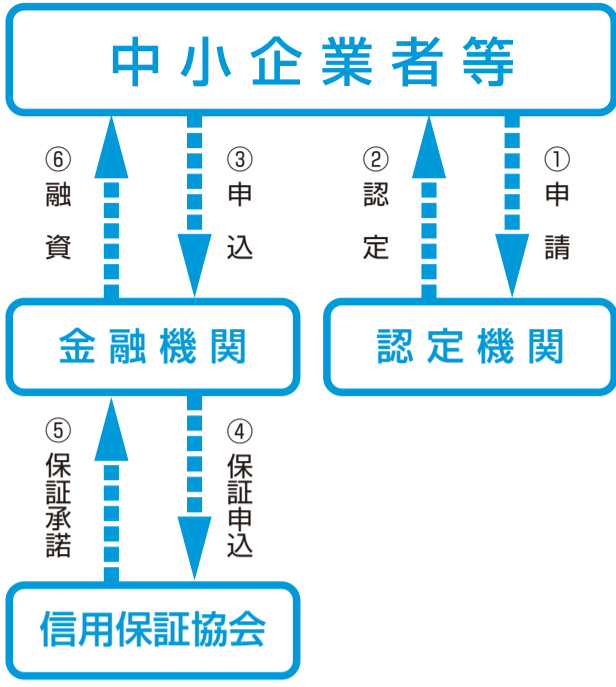 中小企業者等
⑥融資
③申込
②認定
①申請
金融機関
認定機関
⑤保証承諾
④保証申込
信用保証協会